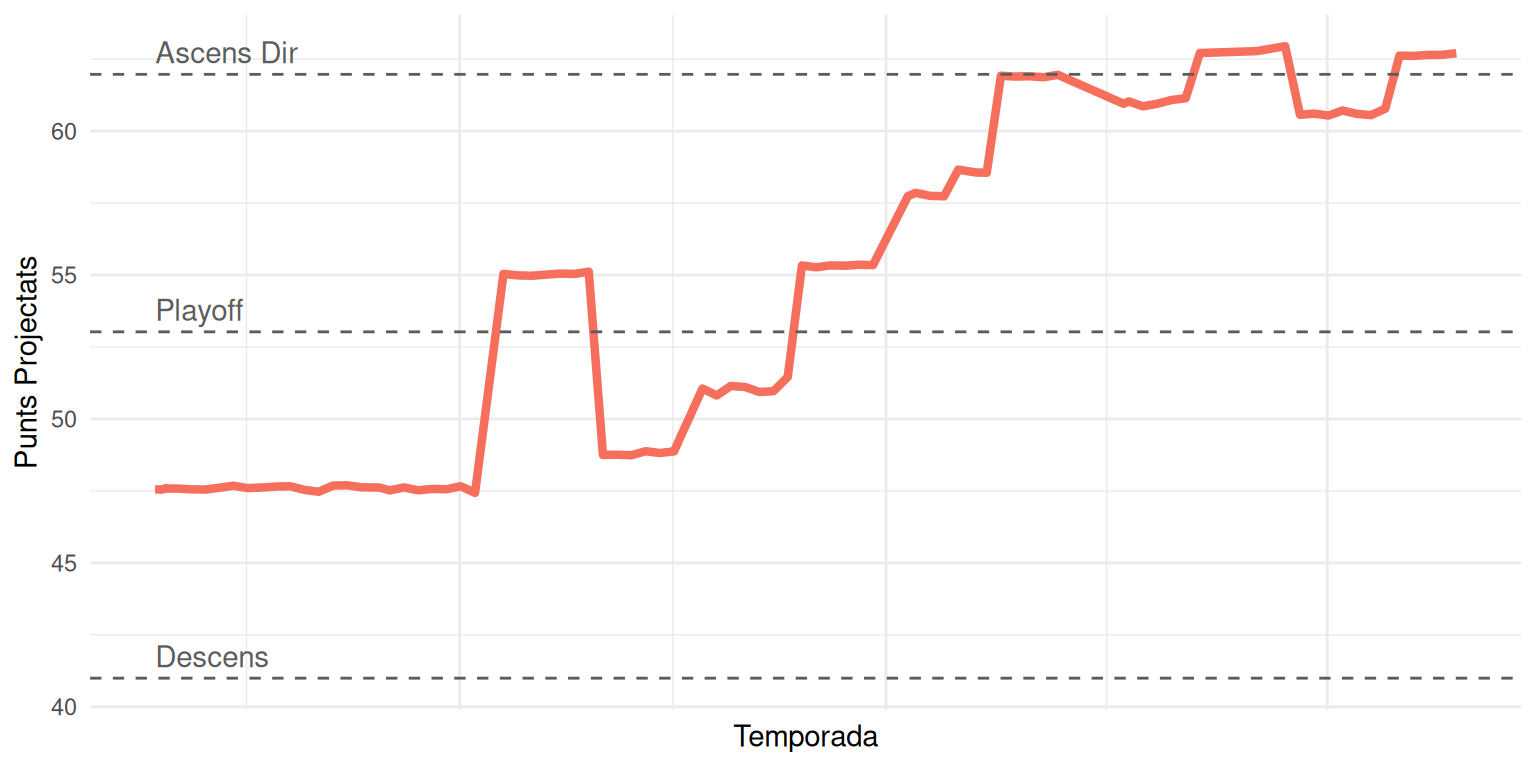 Ascens Dir
60
55
Playoff
50
45
Descens
40
Punts Projectats
Temporada